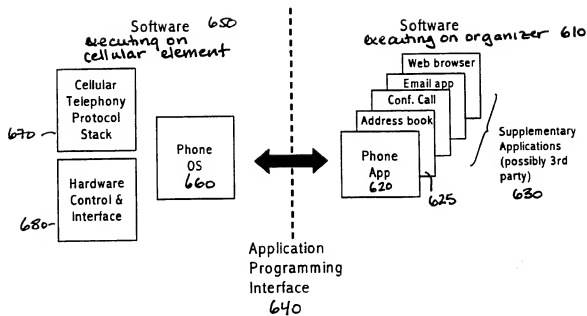 Software 650
executing on
cellular element
Cellular
Telephony
Protocol
Stack
670
Hardware
Control &
Interface
680
Phone
OS
660
Software
executing on organizer 610
Web browser
Email app
Conf. Call
Address book
Phone
App
620
625
Supplementary
Applications
(possibly 3rd
party)
630
Application
Programming
Interface
640